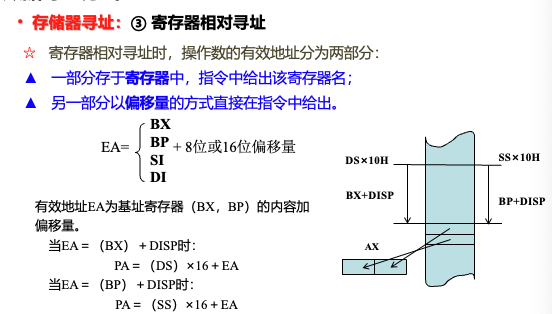 • 存储器寻址：③ 寄存器相对寻址
☆ 寄存器相对寻址时，操作数的有效地址分为两部分：
▲ 一部分存于寄存器中，指令中给出该寄存器名；
▲ 另一部分以偏移量的方式直接在指令中给出。
BX
EA= BP + 8位或16位偏移量
SI
DI
有效地址EA为基址寄存器（BX，BP）的内容加
偏移量。
当EA＝（BX）＋DISP时：
PA＝（DS）×16＋EA
当EA＝（BP）＋DISP时：
PA＝（SS）×16＋EA
DS×10H
SS×10H
BX+DISP
BP+DISP
AX